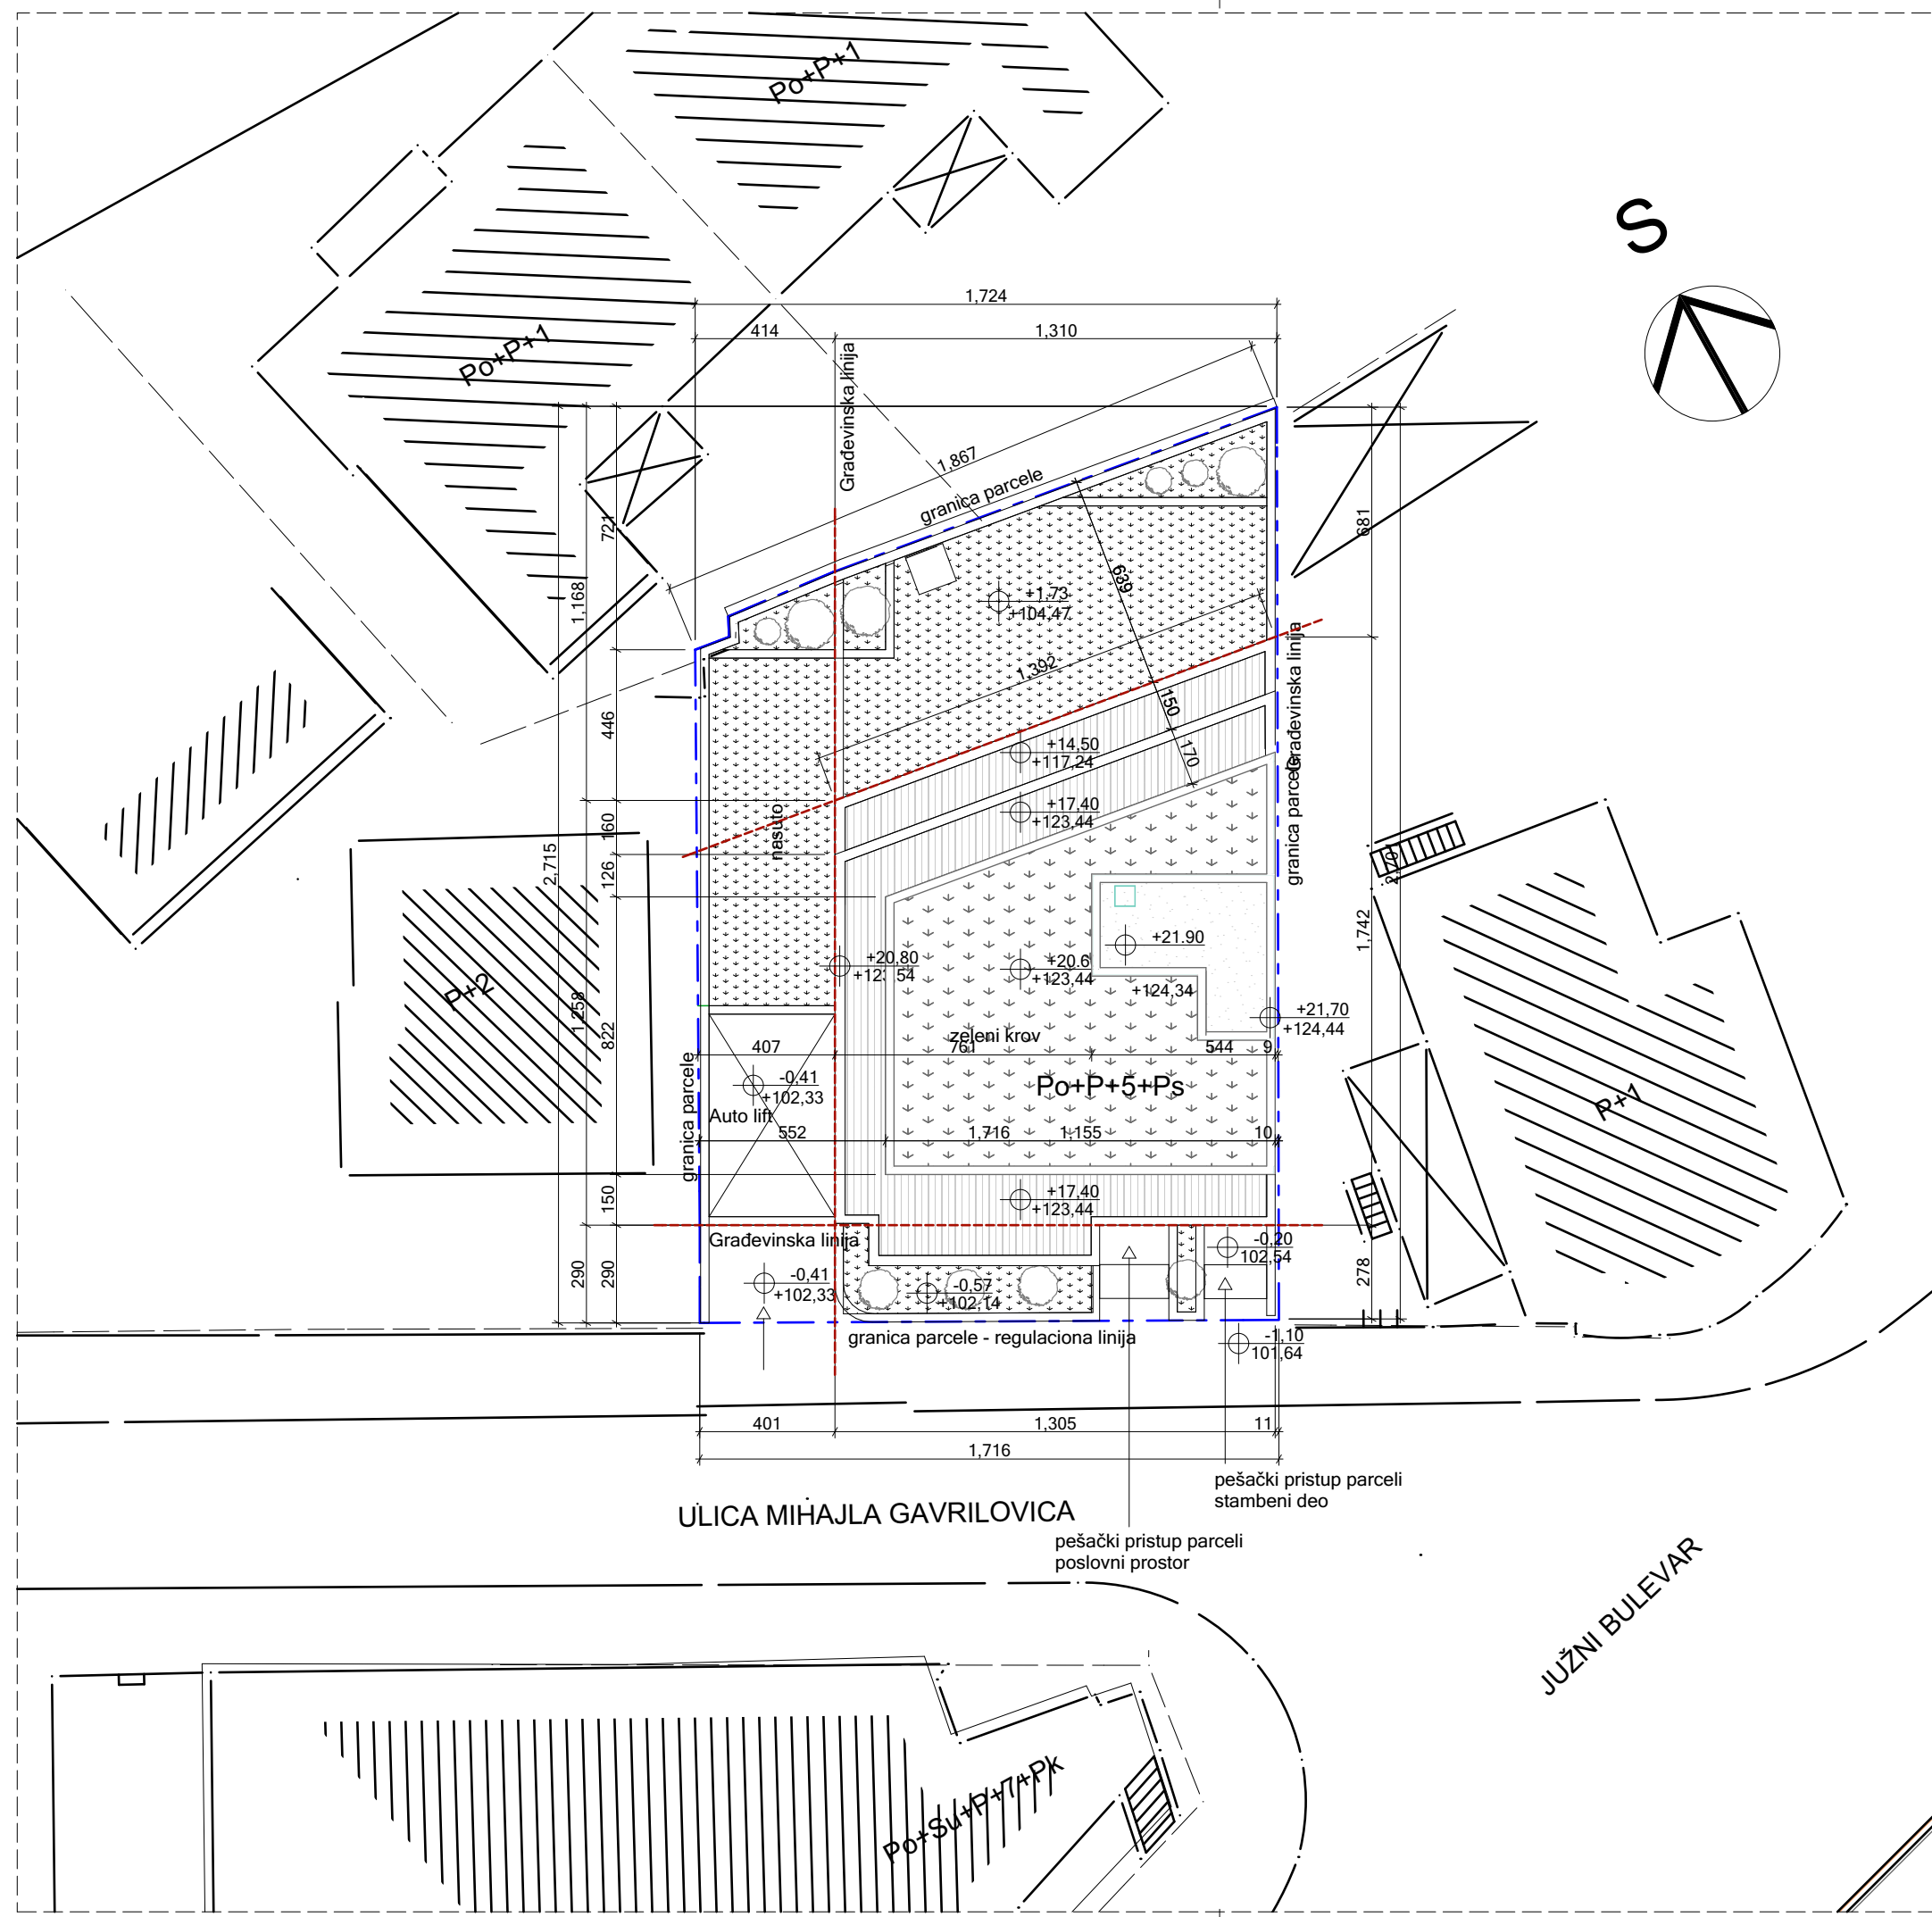 Po+P+1
S
1,724
414
1,310
Građevinska linija
Po+P+1
1,867
granica parcele
721
681
1,168
639
+1,73
+104,47
Građevinska linija
1,392
446
150
+14,50
+117,24
170
+17,40
+123,44
granica parcele
nasuto
160
126
2,715
2,70
1,742
+21.90
+20,80
+20.6
+123,44
+124,34
P+2
+21,70
+124,44
1,258
822
zeleni krov
407
761
544
9
Po+P+5+Ps
-0,41
+102,33
Auto lift
granica parcele
P+1
552
1,716
1,155
10
+17,40
+123,44
150
Građevinska linija
-0,20
102,54
290
290
278
-0,41
+102,33
-0,57
+102,14
granica parcele - regulaciona linija
-1,10
101,64
401
1,305
11
1,716
pešački pristup parceli
stambeni deo
ULICA MIHAJLA GAVRILOVICA
pešački pristup parceli
poslovni prostor
JUŽNI BULEVAR
Po+Su+P+7+Pk